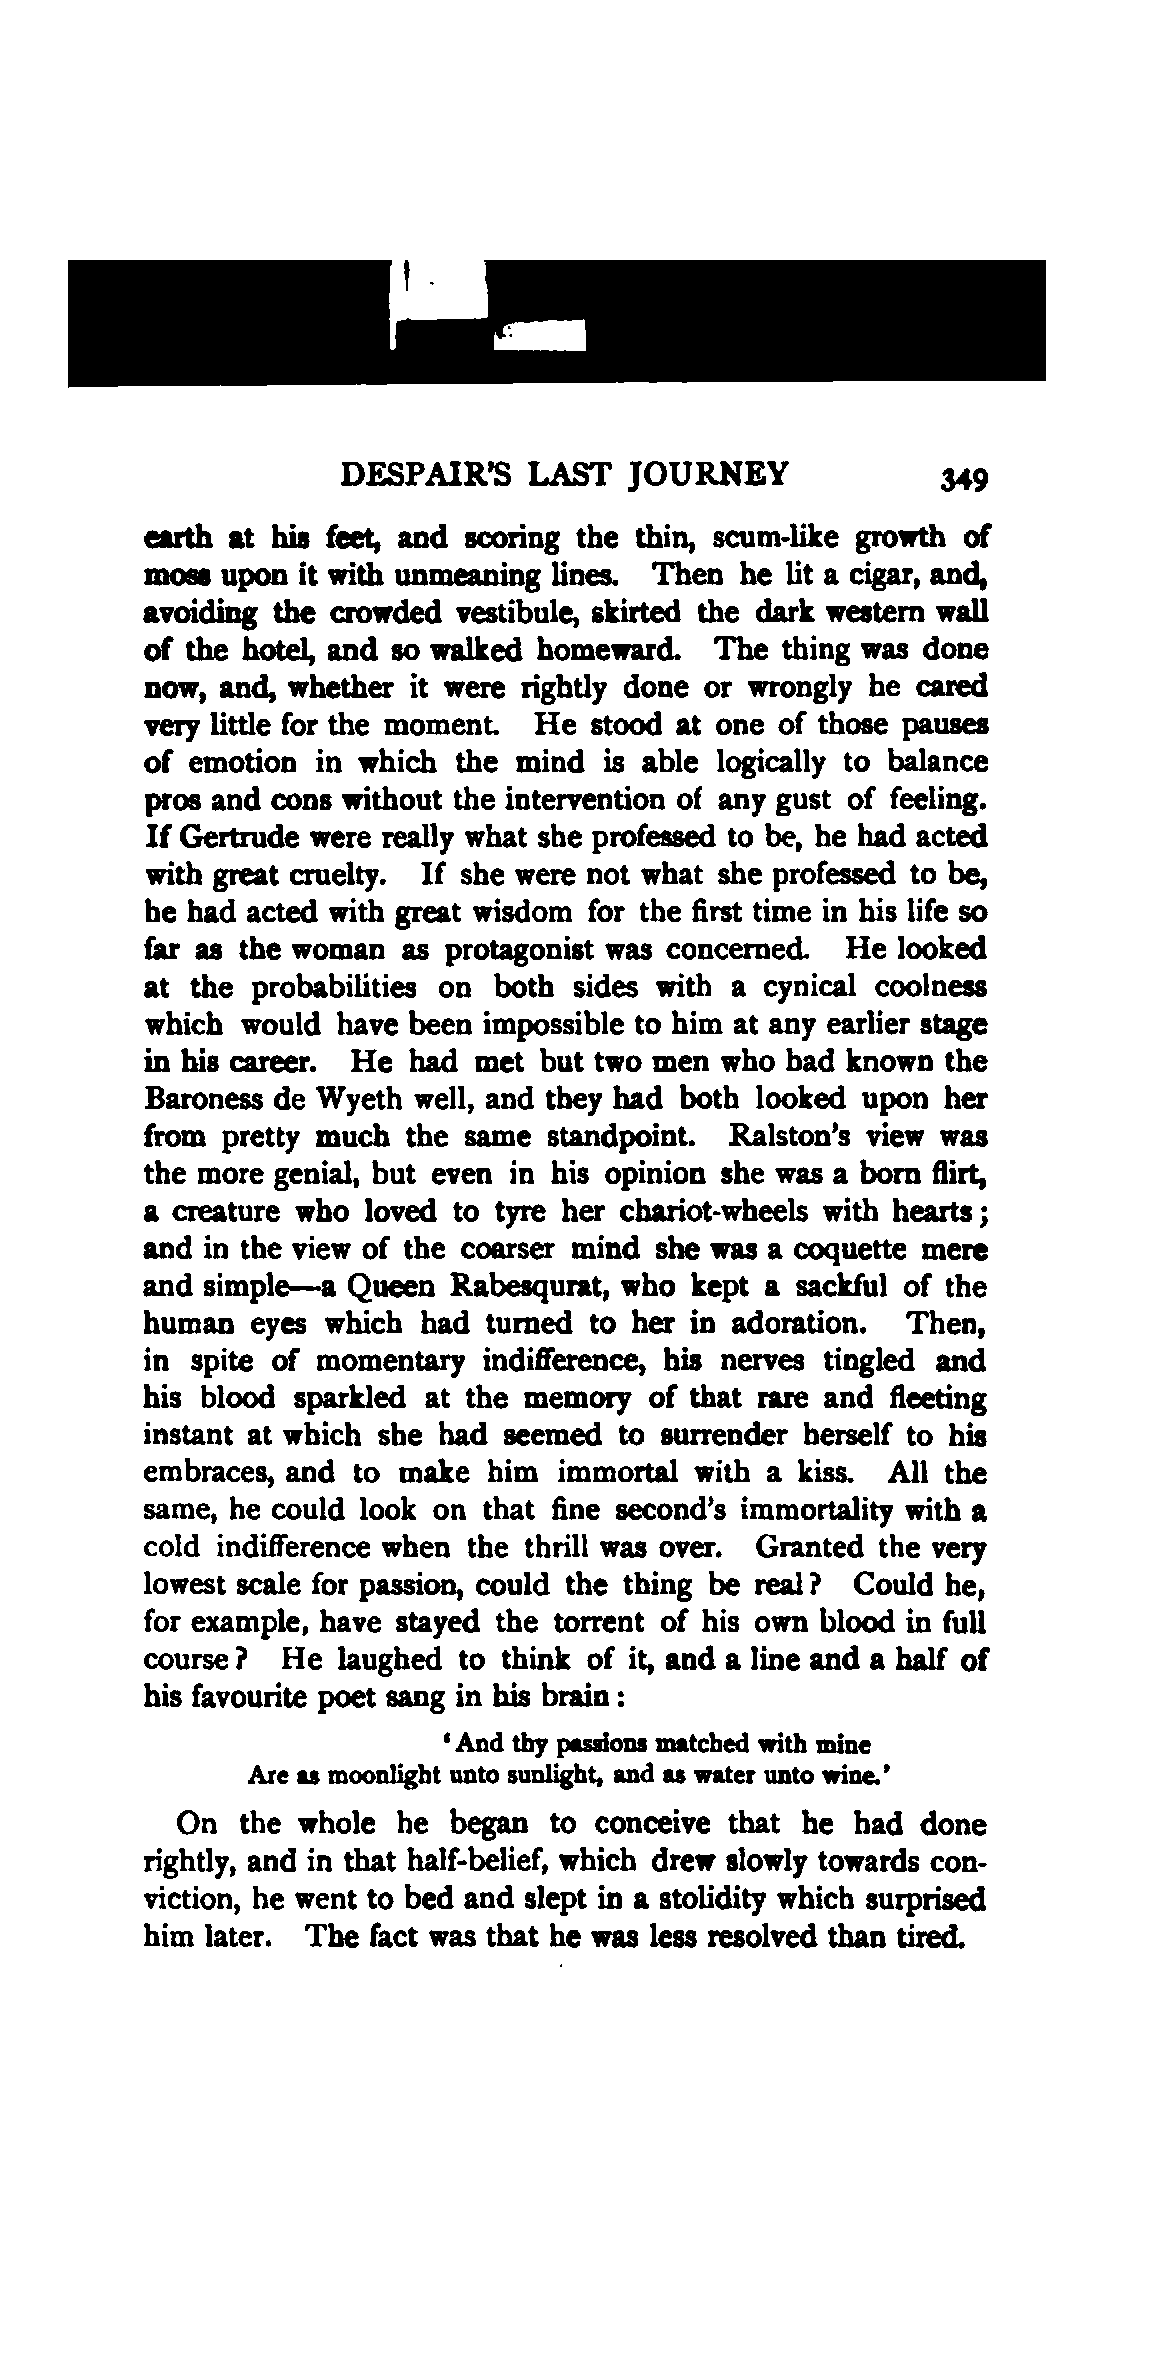 DESPAIR'S LAST JOURNEY 349
earth at his feet, and scoring the thin, scum-like growth of
moss upon it with unmeaning lines. Then he lit a cigar, and,
avoiding the crowded vestibule, skirted the dark western wall
of the hotel, and so walked homeward. The thing was done
now, and, whether it were rightly done or wrongly he cared
very little for the moment. He stood at one of those pauses
of emotion in which the mind is able logically to balance
pros and cons without the intervention of any gust of feeling.
If Gertrude were really what she professed to be, he had acted
with great cruelty. If she were not what she professed to be,
he had acted with great wisdom for the first time in his life so
far as the woman as protagonist was concerned. He looked
at the probabilities on both sides with a cynical coolness
which would have been impossible to him at any earlier stage
in his career. He had met but two men who had known the
Baroness de Wyeth well, and they had both looked upon her
from pretty much the same standpoint. Ralston's view was
the more genial, but even in his opinion she was a born flirt,
a creature who loved to tyre her chariot-wheels with hearts;
and in the view of the coarser mind she was a coquette mere
and simple—a Queen Rabesqurat, who kept a sackful of the
human eyes which had turned to her in adoration. Then,
in spite of momentary indifference, his nerves tingled and
his blood sparkled at the memory of that rare and fleeting
instant at which she had seemed to surrender herself to his
embraces, and to make him immortal with a kiss. All the
same, he could look on that fine second's immortality with a
cold indifference when the thrill was over. Granted the very
lowest scale for passion, could the thing be real? Could he,
for example, have stayed the torrent of his own blood in full
course? He laughed to think of it, and a line and a half of
his favourite poet sang in his brain:
'And thy passions matched with mine
Are as moonlight unto sunlight, and as water unto wine.'
On the whole he began to conceive that he had done
rightly, and in that half-belief, which drew slowly towards con-
viction, he went to bed and slept in a stolidity which surprised
him later. The fact was that he was less resolved than tired.